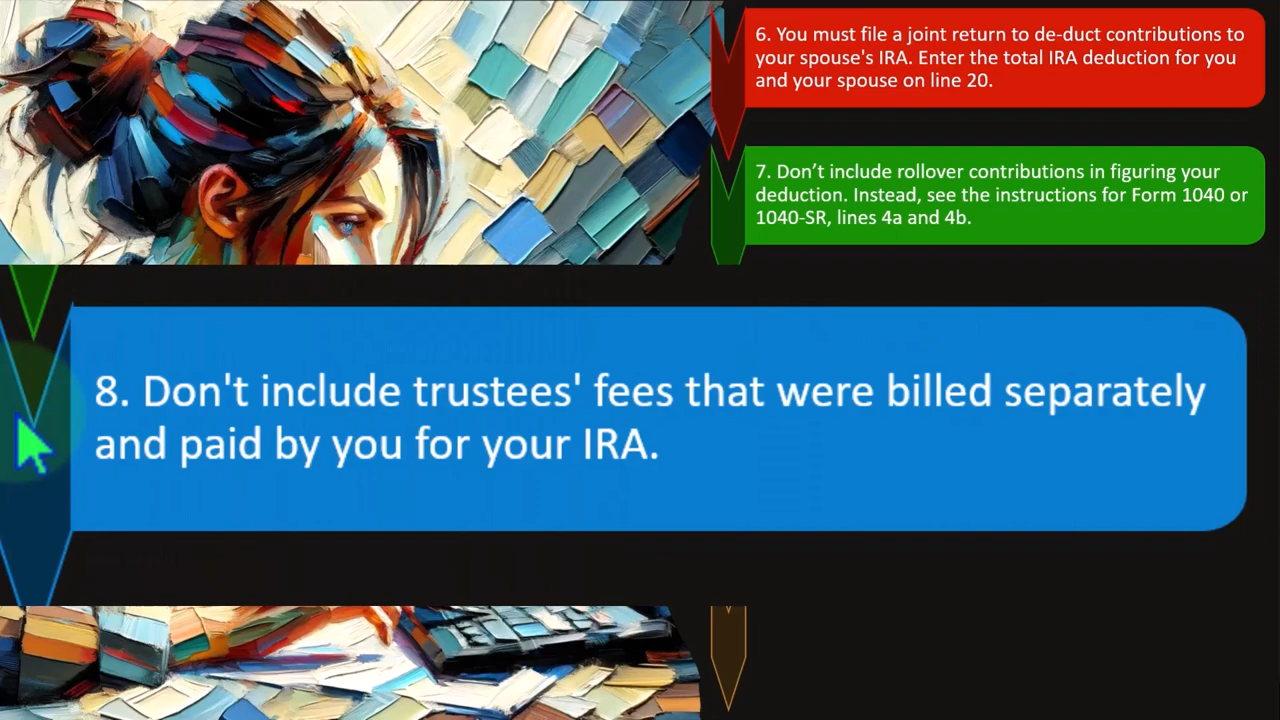 6. You must file a joint return to de-duct contributions to
your spouse's IRA. Enter the total IRA deduction for you
and your spouse on line 20.
7. Don’t include rollover contributions in figuring your
deduction. Instead, see the instructions for Form 1040 or
1040-SR, lines 4a and 4b.
8. Don't include trustees' fees that were billed separately
and paid by you for your IRA.